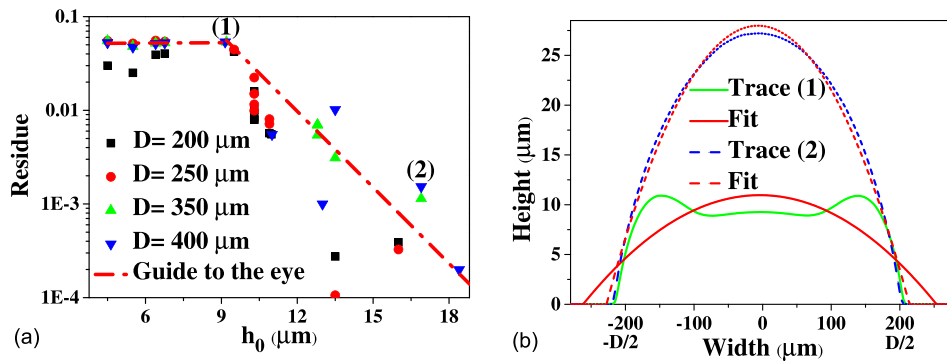 0.1
0.01
1E-3
1E-4
Residue
(1)
(2)
D= 200 μm
D= 250 μm
D= 350 μm
D= 400 μm
Guide to the eye
6 9 12 15 18
h0 (μm)
(a)
25
20
15
10
5
0
Height (μm)
Trace (1)
Fit
Trace (2)
Fit
-200 -100 0 100 200
-D/2 Width (μm) D/2
(b)